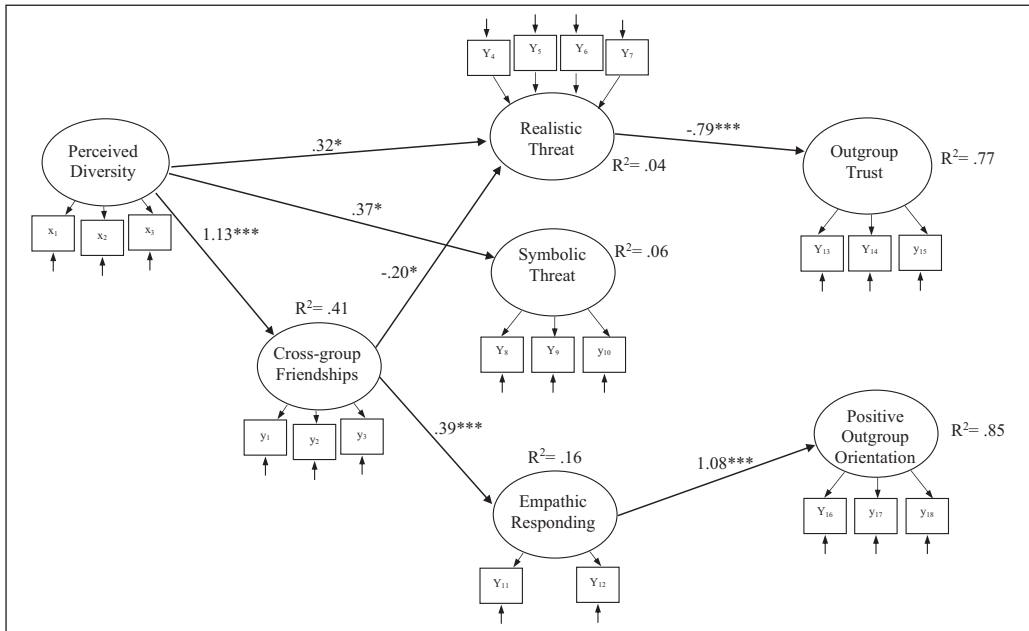 Y₄ Y₅ Y₆ Y₇
Realistic
Threat
R²= .04
-.79***
Outgroup
Trust
R²= .77
Y₁₃ Y₁₄ y₁₅
Perceived
Diversity
x₁ x₂ x₃
.32*
.37*
1.13***
-.20*
Symbolic
Threat
R²= .06
Y₈ Y₉ y₁₀
R²= .41
Cross-group
Friendships
y₁ y₂ y₃
.39***
R²= .16
Empathic
Responding
Y₁₁ Y₁₂
1.08***
Positive
Outgroup
Orientation
R²= .85
Y₁₆ y₁₇ y₁₈